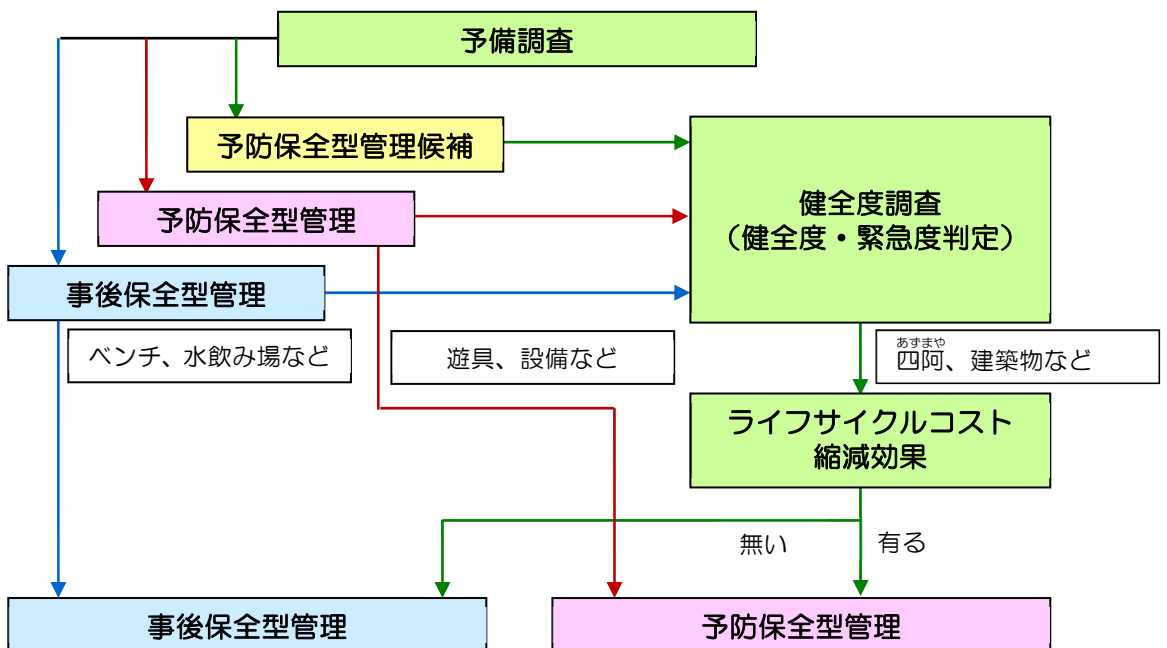 予備調査
予防保全型管理候補
予防保全型管理
事後保全型管理
健全度調査
（健全度・緊急度判定）
ベンチ、水飲み場など
遊具、設備など
あずまや
四阿、建築物など
ライフサイクルコスト
縮減効果
無い
有る
事後保全型管理
予防保全型管理